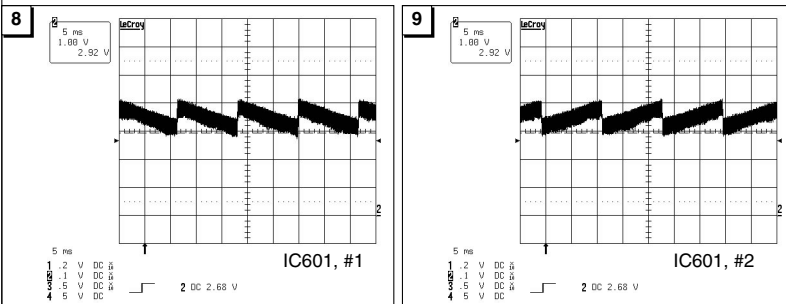 8
LeCroy
2
5 ms
1.00 V
2.92 V
2
5 ms
1 .2 V DC
2 .1 V DC
3 .5 V DC
4 5 V DC
2 DC 2.68 V
IC601, #1
9
LeCroy
2
5 ms
1.00 V
2.92 V
2
5 ms
1 .2 V DC
2 .1 V DC
3 .5 V DC
4 5 V DC
2 DC 2.68 V
IC601, #2